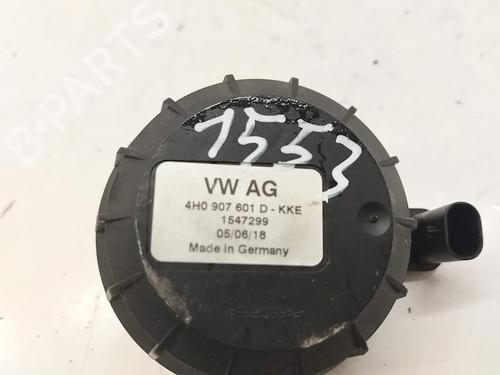 B-PARTS
1553
VW AG
4H0 907 601 D - KKE
1547299
05/06/18
Made in Germany